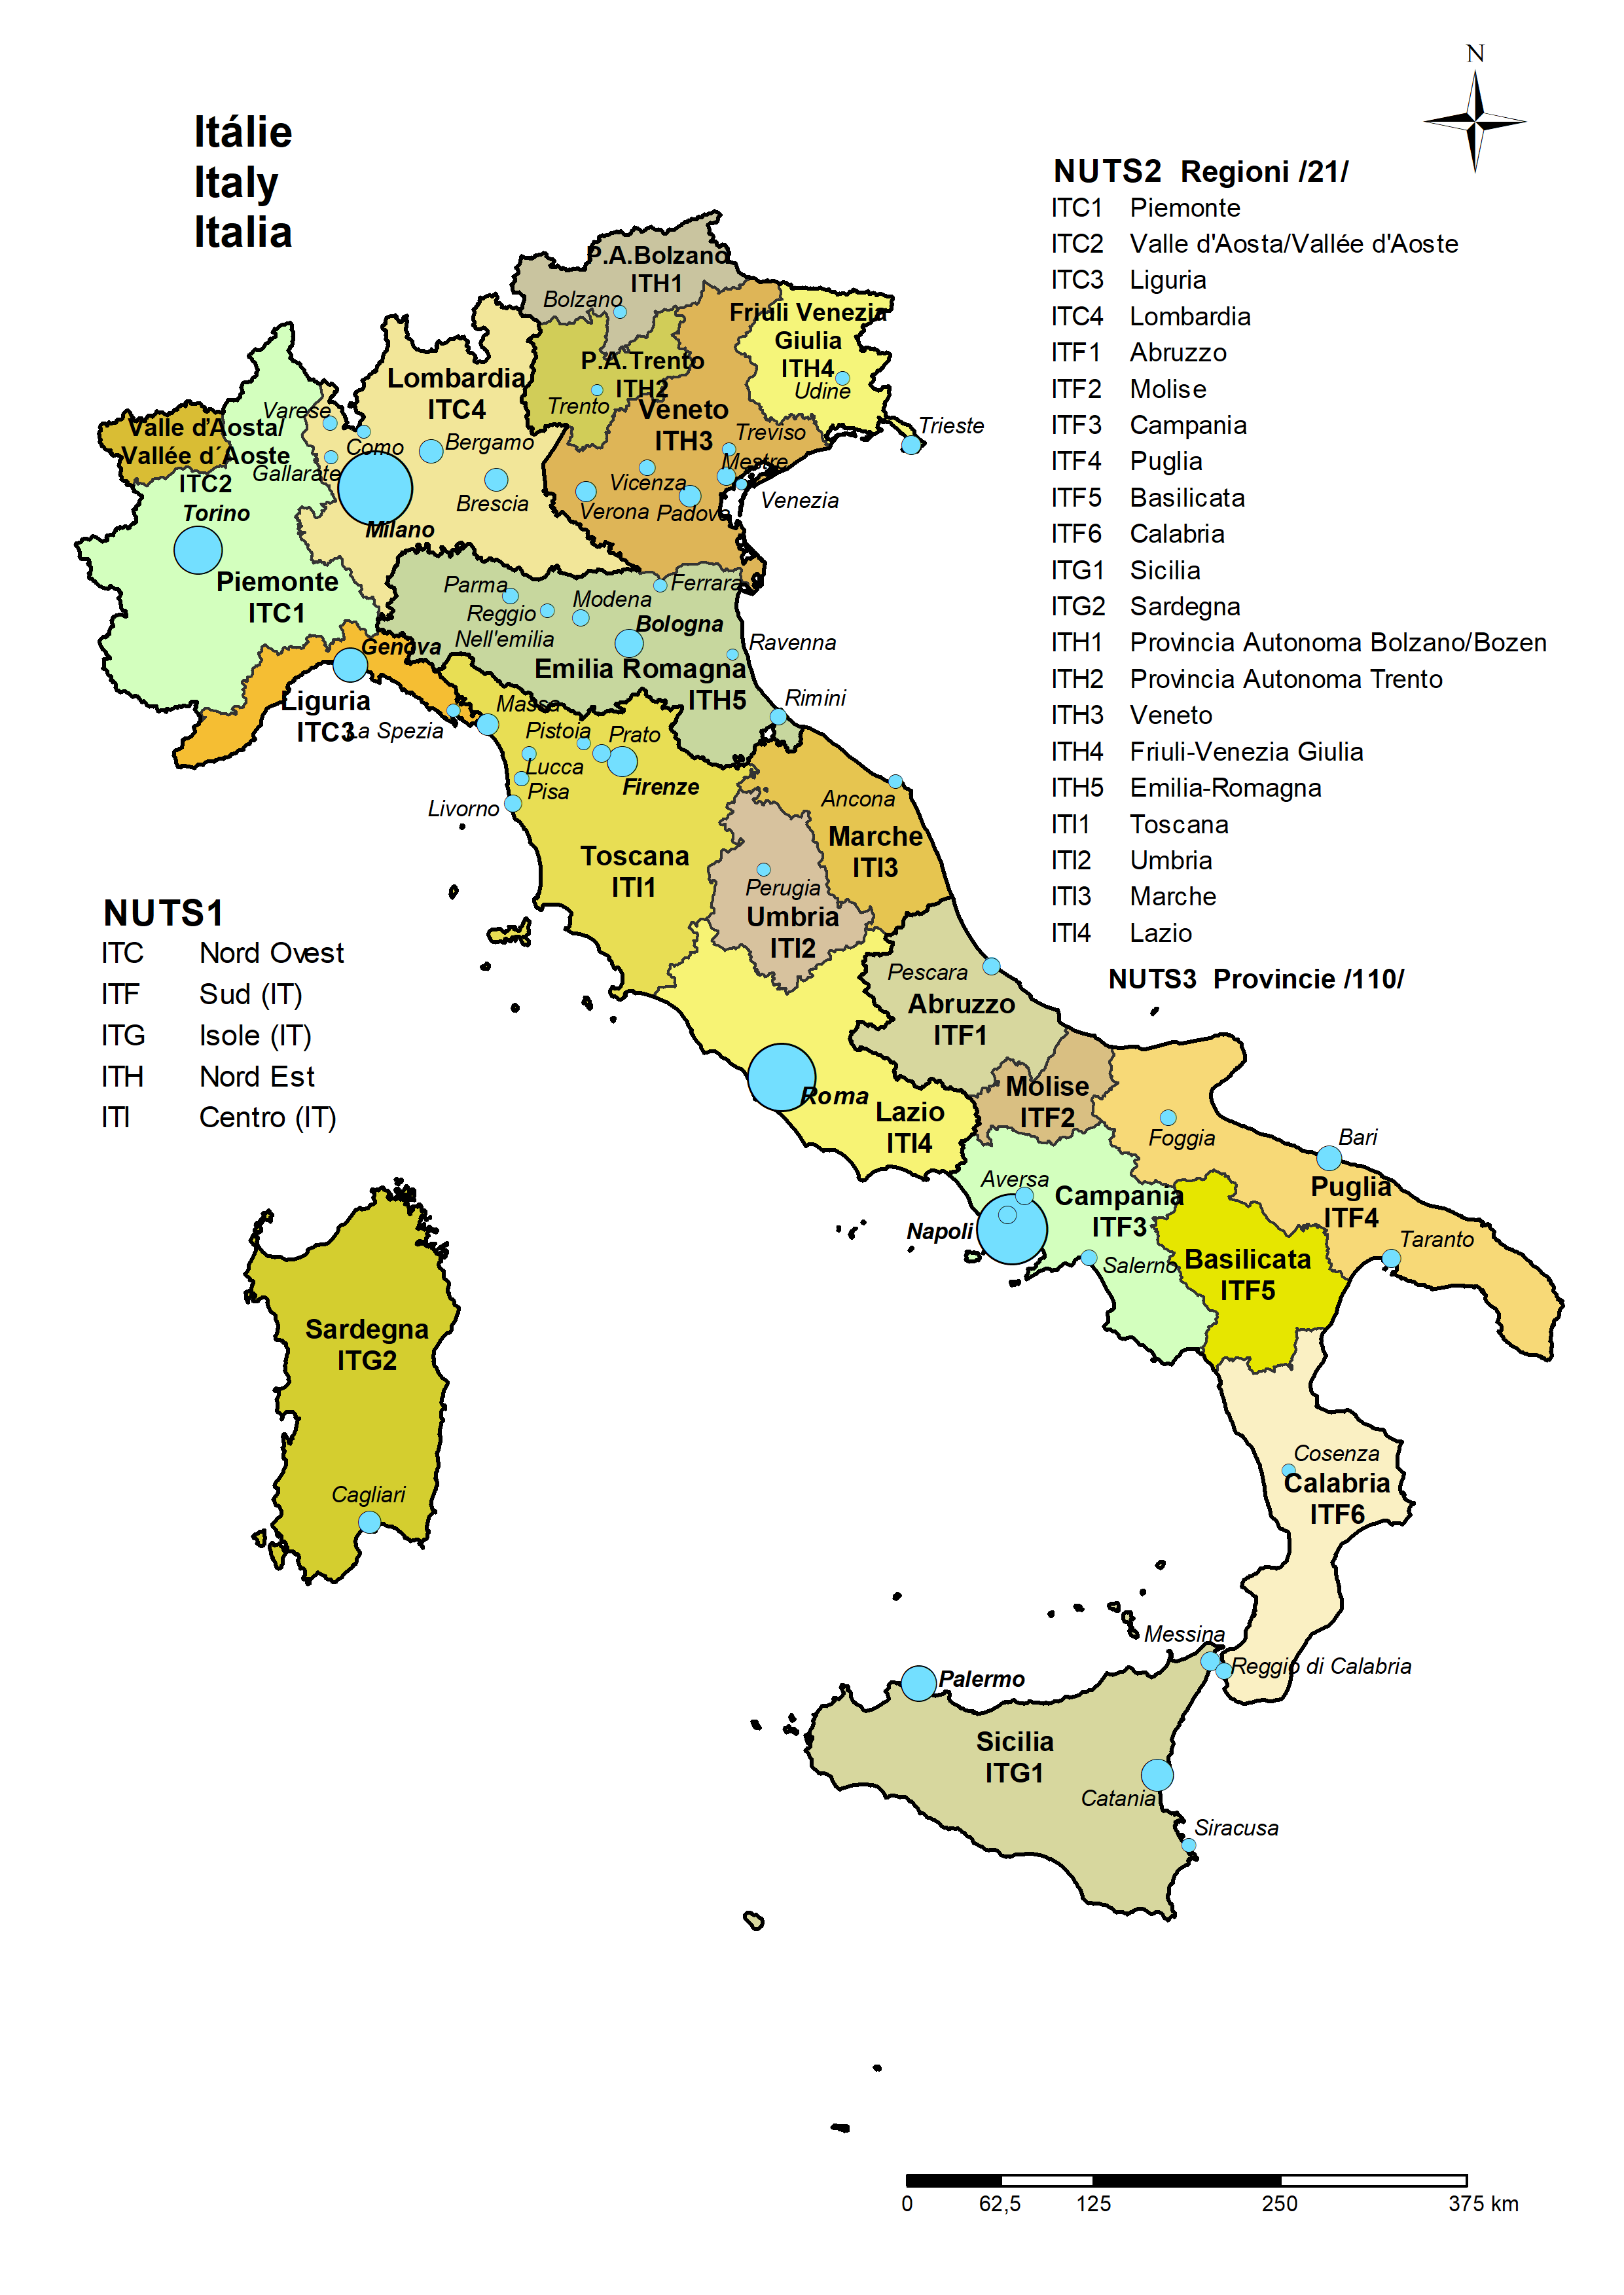 N
Itálie
Italy
Italia
NUTS2 Regioni /21/
ITC1 Piemonte
ITC2 Valle d'Aosta/Vallée d'Aoste
ITC3 Liguria
ITC4 Lombardia
ITF1 Abruzzo
ITF2 Molise
ITF3 Campania
ITF4 Puglia
ITF5 Basilicata
ITF6 Calabria
ITG1 Sicilia
ITG2 Sardegna
ITH1 Provincia Autonoma Bolzano/Bozen
ITH2 Provincia Autonoma Trento
ITH3 Veneto
ITH4 Friuli-Venezia Giulia
ITH5 Emilia-Romagna
ITI1 Toscana
ITI2 Umbria
ITI3 Marche
ITI4 Lazio
NUTS3 Provincie /110/
NUTS1
ITC Nord Ovest
ITF Sud (IT)
ITG Isole (IT)
ITH Nord Est
ITI Centro (IT)
P.A.Bolzano
ITH1
Bolzano
Friuli Venezia
Giulia
ITH4
Udine
P.A.Trento
ITH2
Trento
Lombardia
ITC4
Veneto
ITH3
Varese
Como
Bergamo
Gallarate
Brescia
Milano
Treviso
Trieste
Mestre
Vicenza
Venezia
Verona
Padova
Valle d'Aosta/
Vallée d´Aoste
ITC2
Torino
Piemonte
ITC1
Parma
Reggio
Nell'emilia
Modena
Ferrara
Bologna
Ravenna
Emilia Romagna
ITH5
Rimini
Genova
Liguria
ITC3
La Spezia
Massa
Pistoia
Prato
Lucca
Firenze
Pisa
Livorno
Toscana
ITI1
Ancona
Marche
ITI3
Perugia
Umbria
ITI2
Pescara
Abruzzo
ITF1
Molise
ITF2
Roma
Lazio
ITI4
Foggia
Bari
Puglia
ITF4
Taranto
Aversa
Campania
ITF3
Napoli
Salerno
Basilicata
ITF5
Sardegna
ITG2
Cagliari
Cosenza
Calabria
ITF6
Messina
Reggio di Calabria
Palermo
Sicilia
ITG1
Catania
Siracusa
0 62,5 125 250 375 km